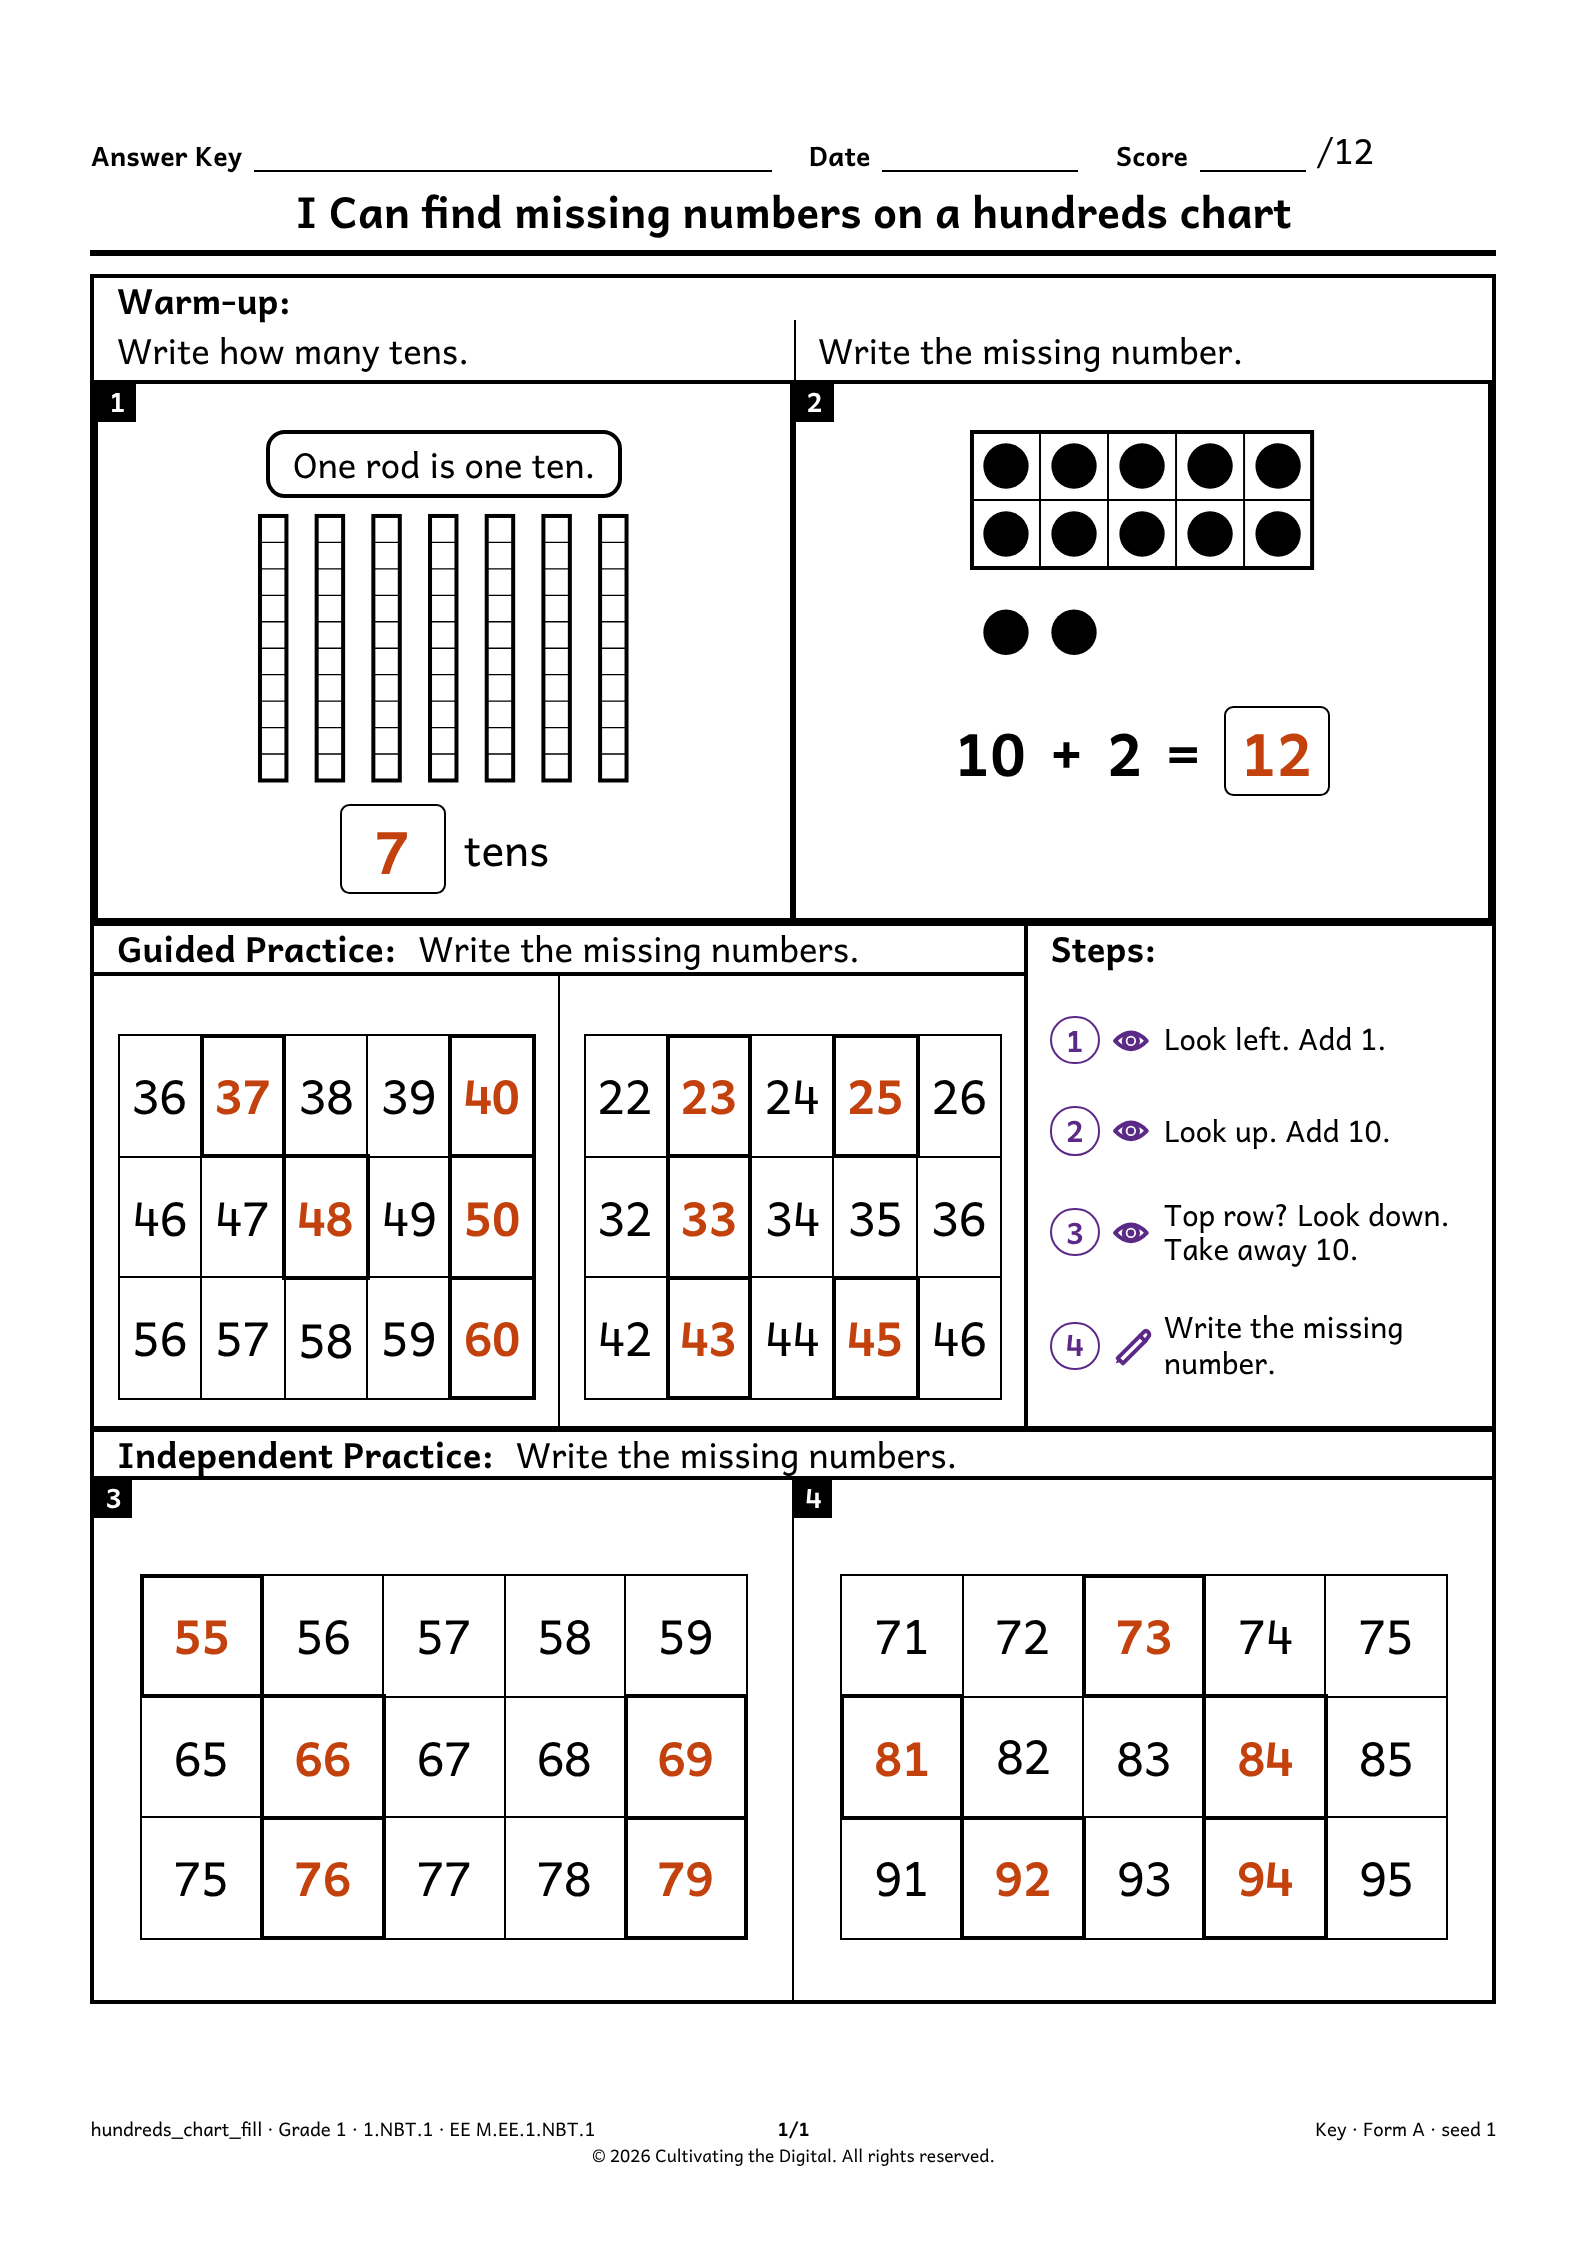 Answer Key Date Score /12
I Can find missing numbers on a hundreds chart
Warm-up:
Write how many tens.
Write the missing number.
1
One rod is one ten.
7 tens
2
10 + 2 = 12
Guided Practice: Write the missing numbers.
36 37 38 39 40
46 47 48 49 50
56 57 58 59 60
22 23 24 25 26
32 33 34 35 36
42 43 44 45 46
Steps:
1 Look left. Add 1.
2 Look up. Add 10.
3 Top row? Look down.
Take away 10.
4 Write the missing
number.
Independent Practice: Write the missing numbers.
3
55 56 57 58 59
65 66 67 68 69
75 76 77 78 79
4
71 72 73 74 75
81 82 83 84 85
91 92 93 94 95
hundreds_chart_fill · Grade 1 · 1.NBT.1 · EE M.EE.1.NBT.1 1/1 Key · Form A · seed 1
© 2026 Cultivating the Digital. All rights reserved.